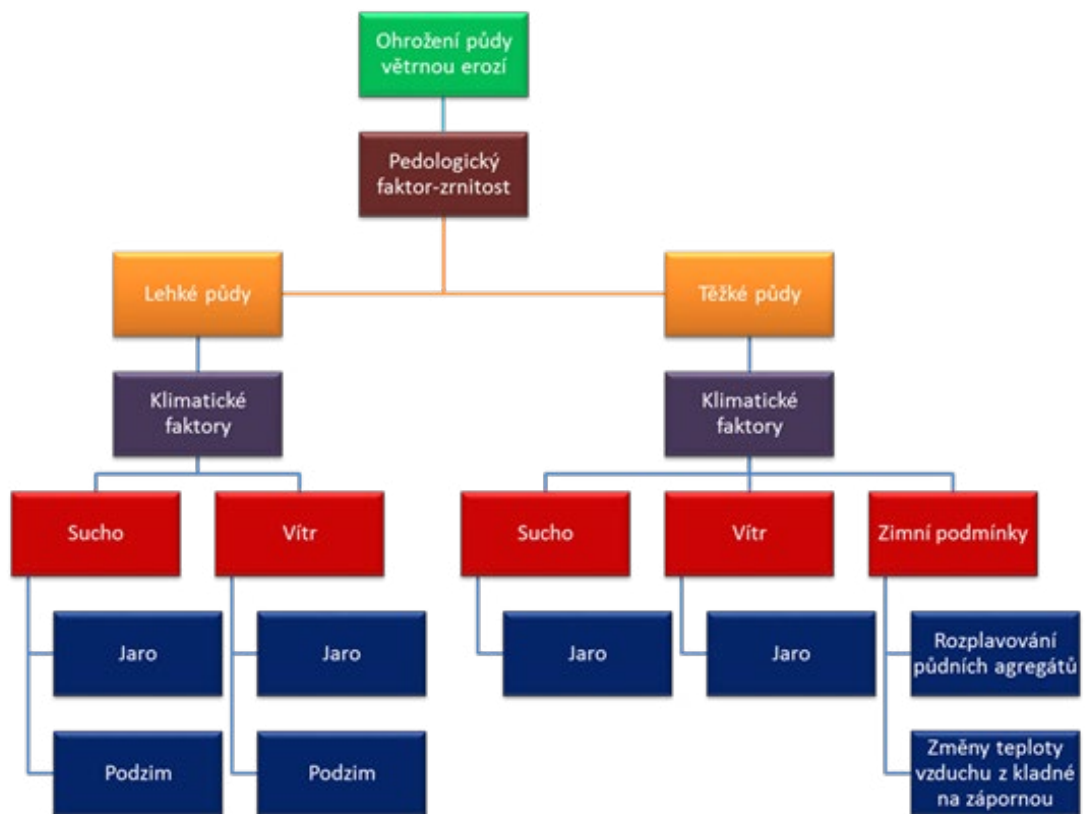 Ohrožení půdy
větrnou erozí
Pedologický
faktor-zrnitost
Lehké půdy
Těžké půdy
Klimatické
faktory
Klimatické
faktory
Sucho
Vítr
Sucho
Vítr
Zimní podmínky
Jaro
Jaro
Jaro
Jaro
Rozplavování
půdních agregátů
Podzim
Podzim
Změny teploty
vzduchu z kladné
na zápornou